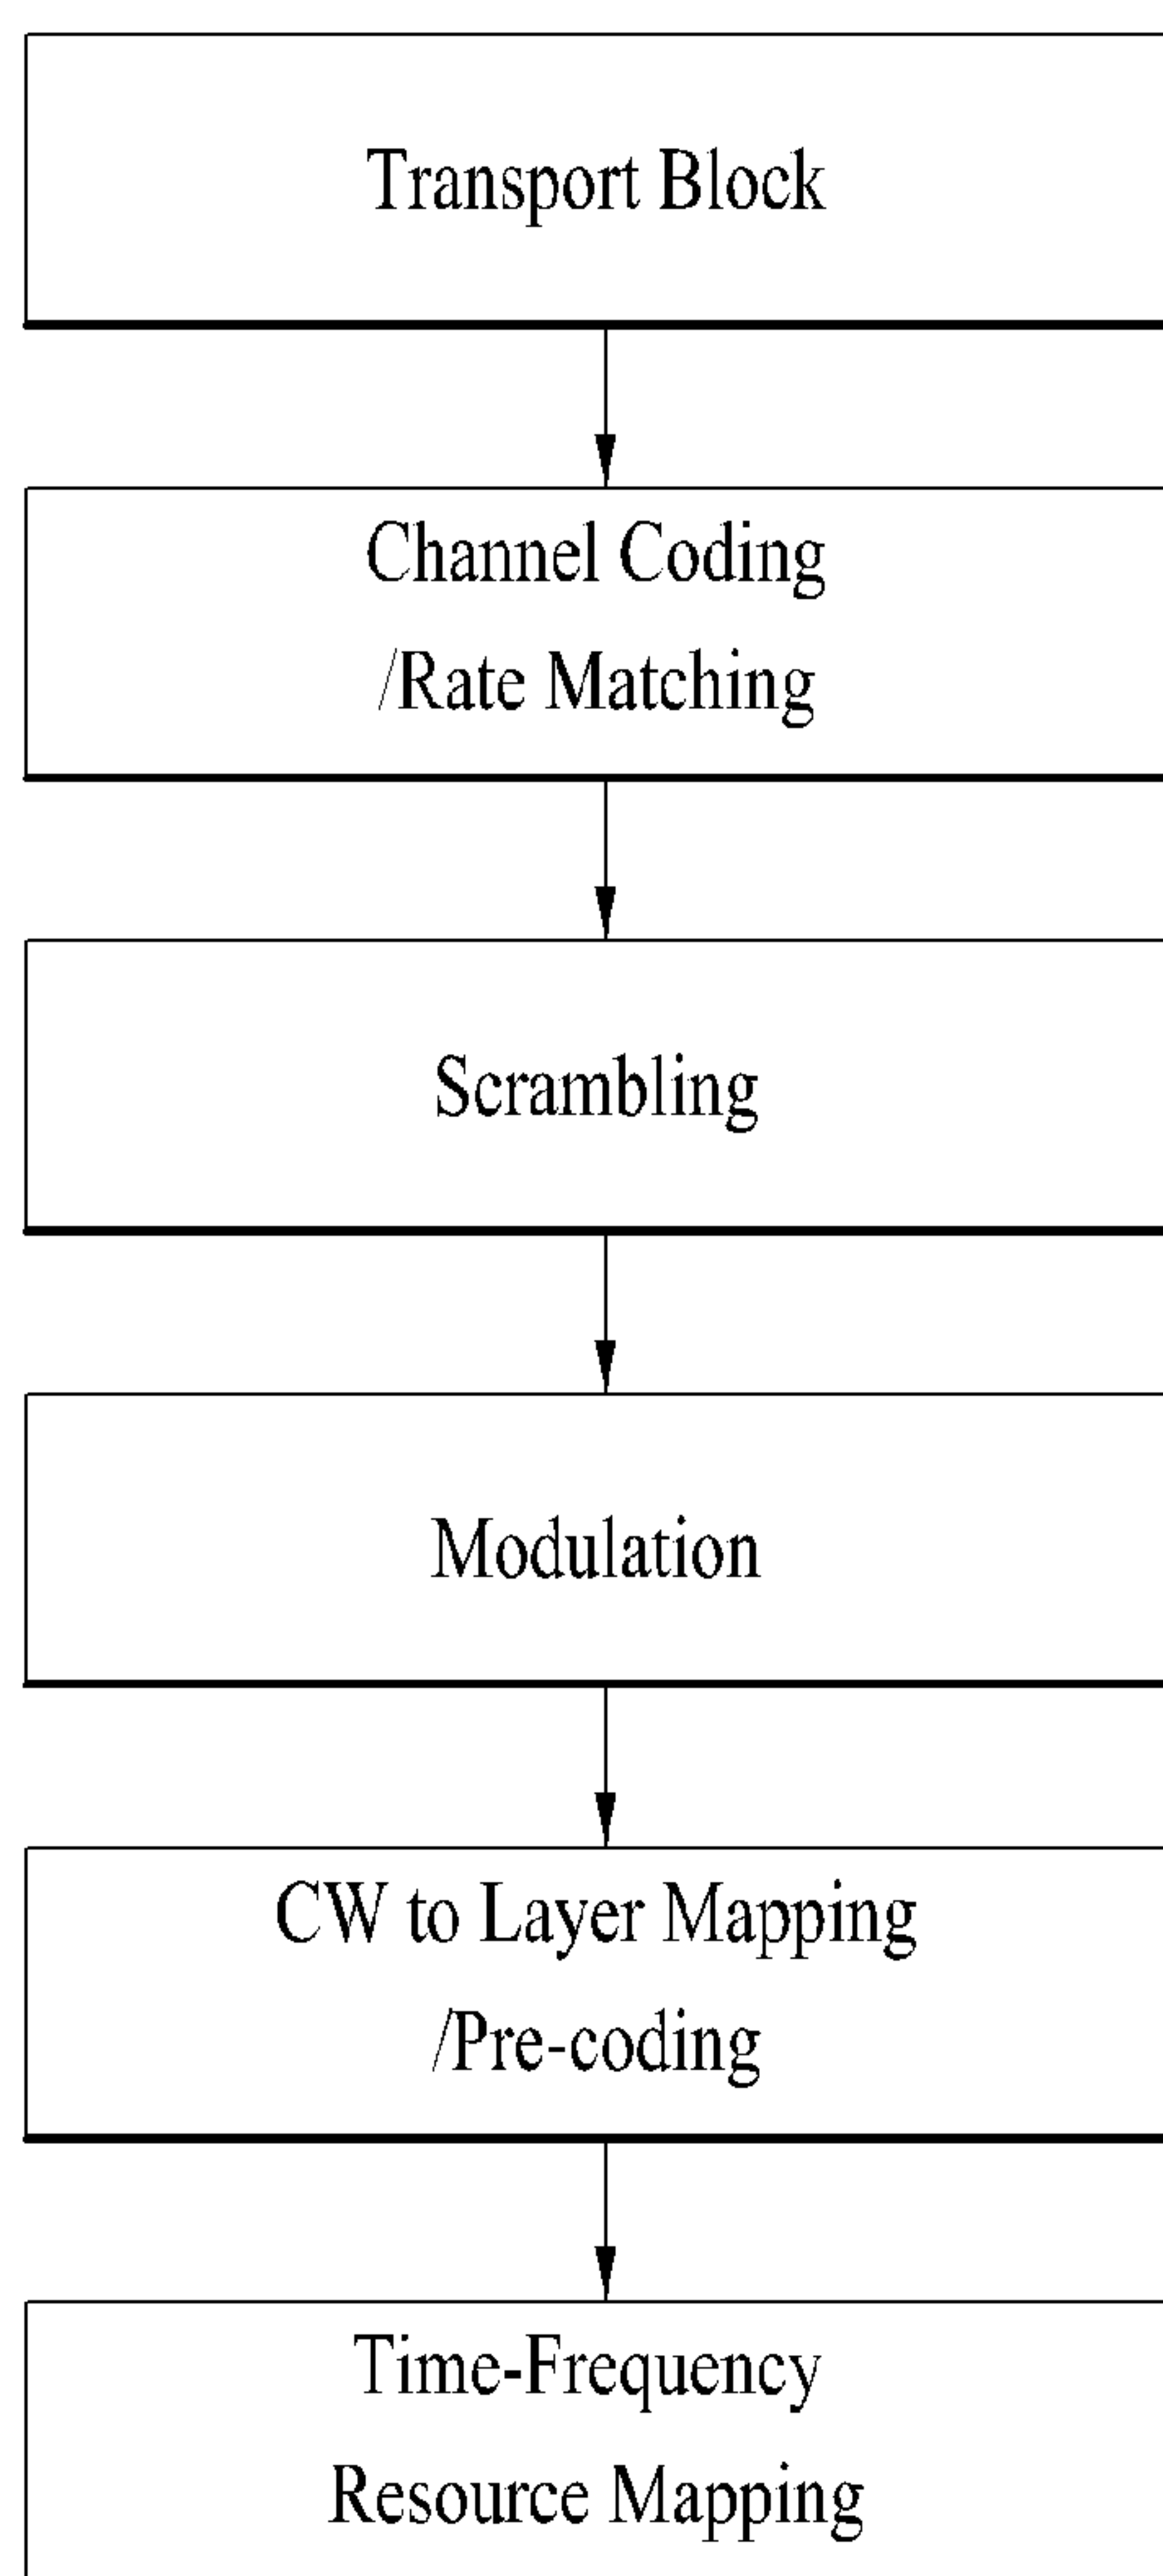 Transport Block
Channel Coding
/Rate Matching
Scrambling
Modulation
CW to Layer Mapping
/Pre-coding
Time-Frequency
Resource Mapping